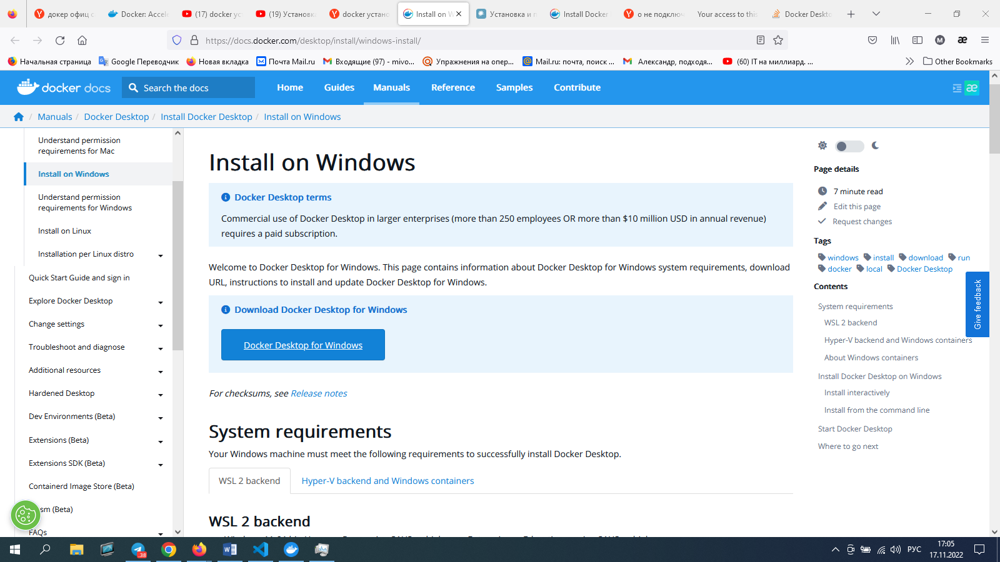 докер офиц с
Docker: Accele
(17) docker ус
(19) Установка
docker устано
Install on W
Установка и п
Install Docker
о не подключ
Your access to this
Docker Deskto
https://docs.docker.com/desktop/install/windows-install/
Начальная страница
Google Переводчик
Новая вкладка
Почта Mail.ru
Входящие (97) - mivo...
Упражнения на опер...
Mail.ru: почта, поиск ...
Александр, подходя...
(60) IT на миллиард. ...
Other Bookmarks
docker docs
Search the docs
Home
Guides
Manuals
Reference
Samples
Contribute
æ
/ Manuals / Docker Desktop / Install Docker Desktop / Install on Windows
Understand permission
requirements for Mac
Install on Windows
Understand permission
requirements for Windows
Install on Linux
Installation per Linux distro
Quick Start Guide and sign in
Explore Docker Desktop
Change settings
Troubleshoot and diagnose
Additional resources
Hardened Desktop
Dev Environments (Beta)
Extensions (Beta)
Extensions SDK (Beta)
Containerd Image Store (Beta)
sm (Beta)
FAQs
Install on Windows
Docker Desktop terms
Commercial use of Docker Desktop in larger enterprises (more than 250 employees OR more than $10 million USD in annual revenue)
requires a paid subscription.
Welcome to Docker Desktop for Windows. This page contains information about Docker Desktop for Windows system requirements, download
URL, instructions to install and update Docker Desktop for Windows.
Download Docker Desktop for Windows
Docker Desktop for Windows
For checksums, see Release notes
System requirements
Your Windows machine must meet the following requirements to successfully install Docker Desktop.
WSL 2 backend
Hyper-V backend and Windows containers
WSL 2 backend
Page details
7 minute read
Edit this page
Request changes
Tags
windows install download run
docker local Docker Desktop
Contents
System requirements
WSL 2 backend
Hyper-V backend and Windows containers
About Windows containers
Install Docker Desktop on Windows
Install interactively
Install from the command line
Start Docker Desktop
Where to go next
Give feedback
38
РУС
17:05
17.11.2022